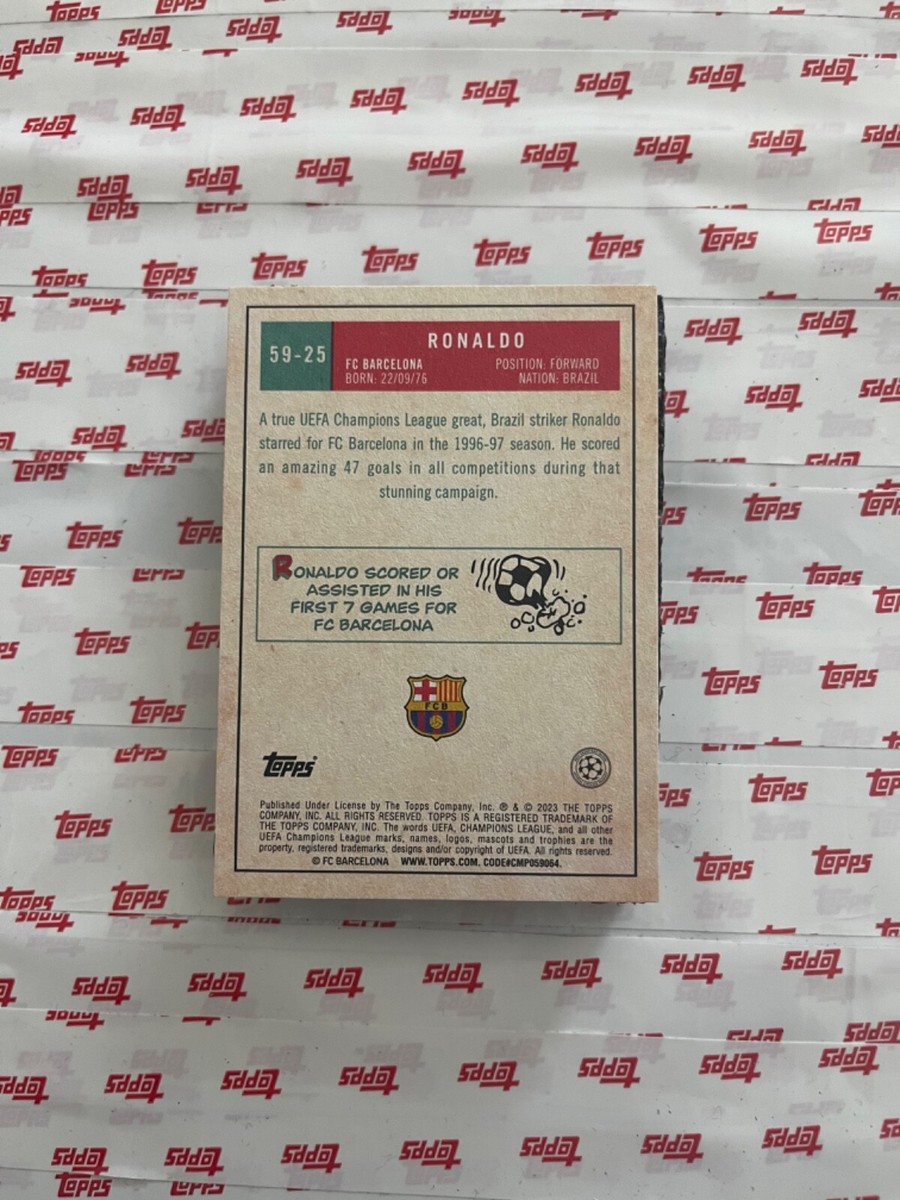 59-25
RONALDO
FC BARCELONA
BORN: 22/09/76
POSITION: FORWARD
NATION: BRAZIL
A true UEFA Champions League great, Brazil striker Ronaldo
starred for FC Barcelona in the 1996-97 season. He scored
an amazing 47 goals in all competitions during that
stunning campaign.
RONALDO SCORED OR
ASSISTED IN HIS
FIRST 7 GAMES FOR
FC BARCELONA
FCB
Topps
Published Under License by The Topps Company, Inc. ® & © 2023 THE TOPPS
COMPANY, INC. ALL RIGHTS RESERVED. TOPPS IS A REGISTERED TRADEMARK OF
THE TOPPS COMPANY, INC. The words UEFA, CHAMPIONS LEAGUE, and all other
UEFA Champions League marks, names, logos, mascots and trophies are the
property, registered trademarks, designs and/or copyright of UEFA. All rights reserved.
© FC BARCELONA WWW.TOPPS.COM. CODE#CMP059064.